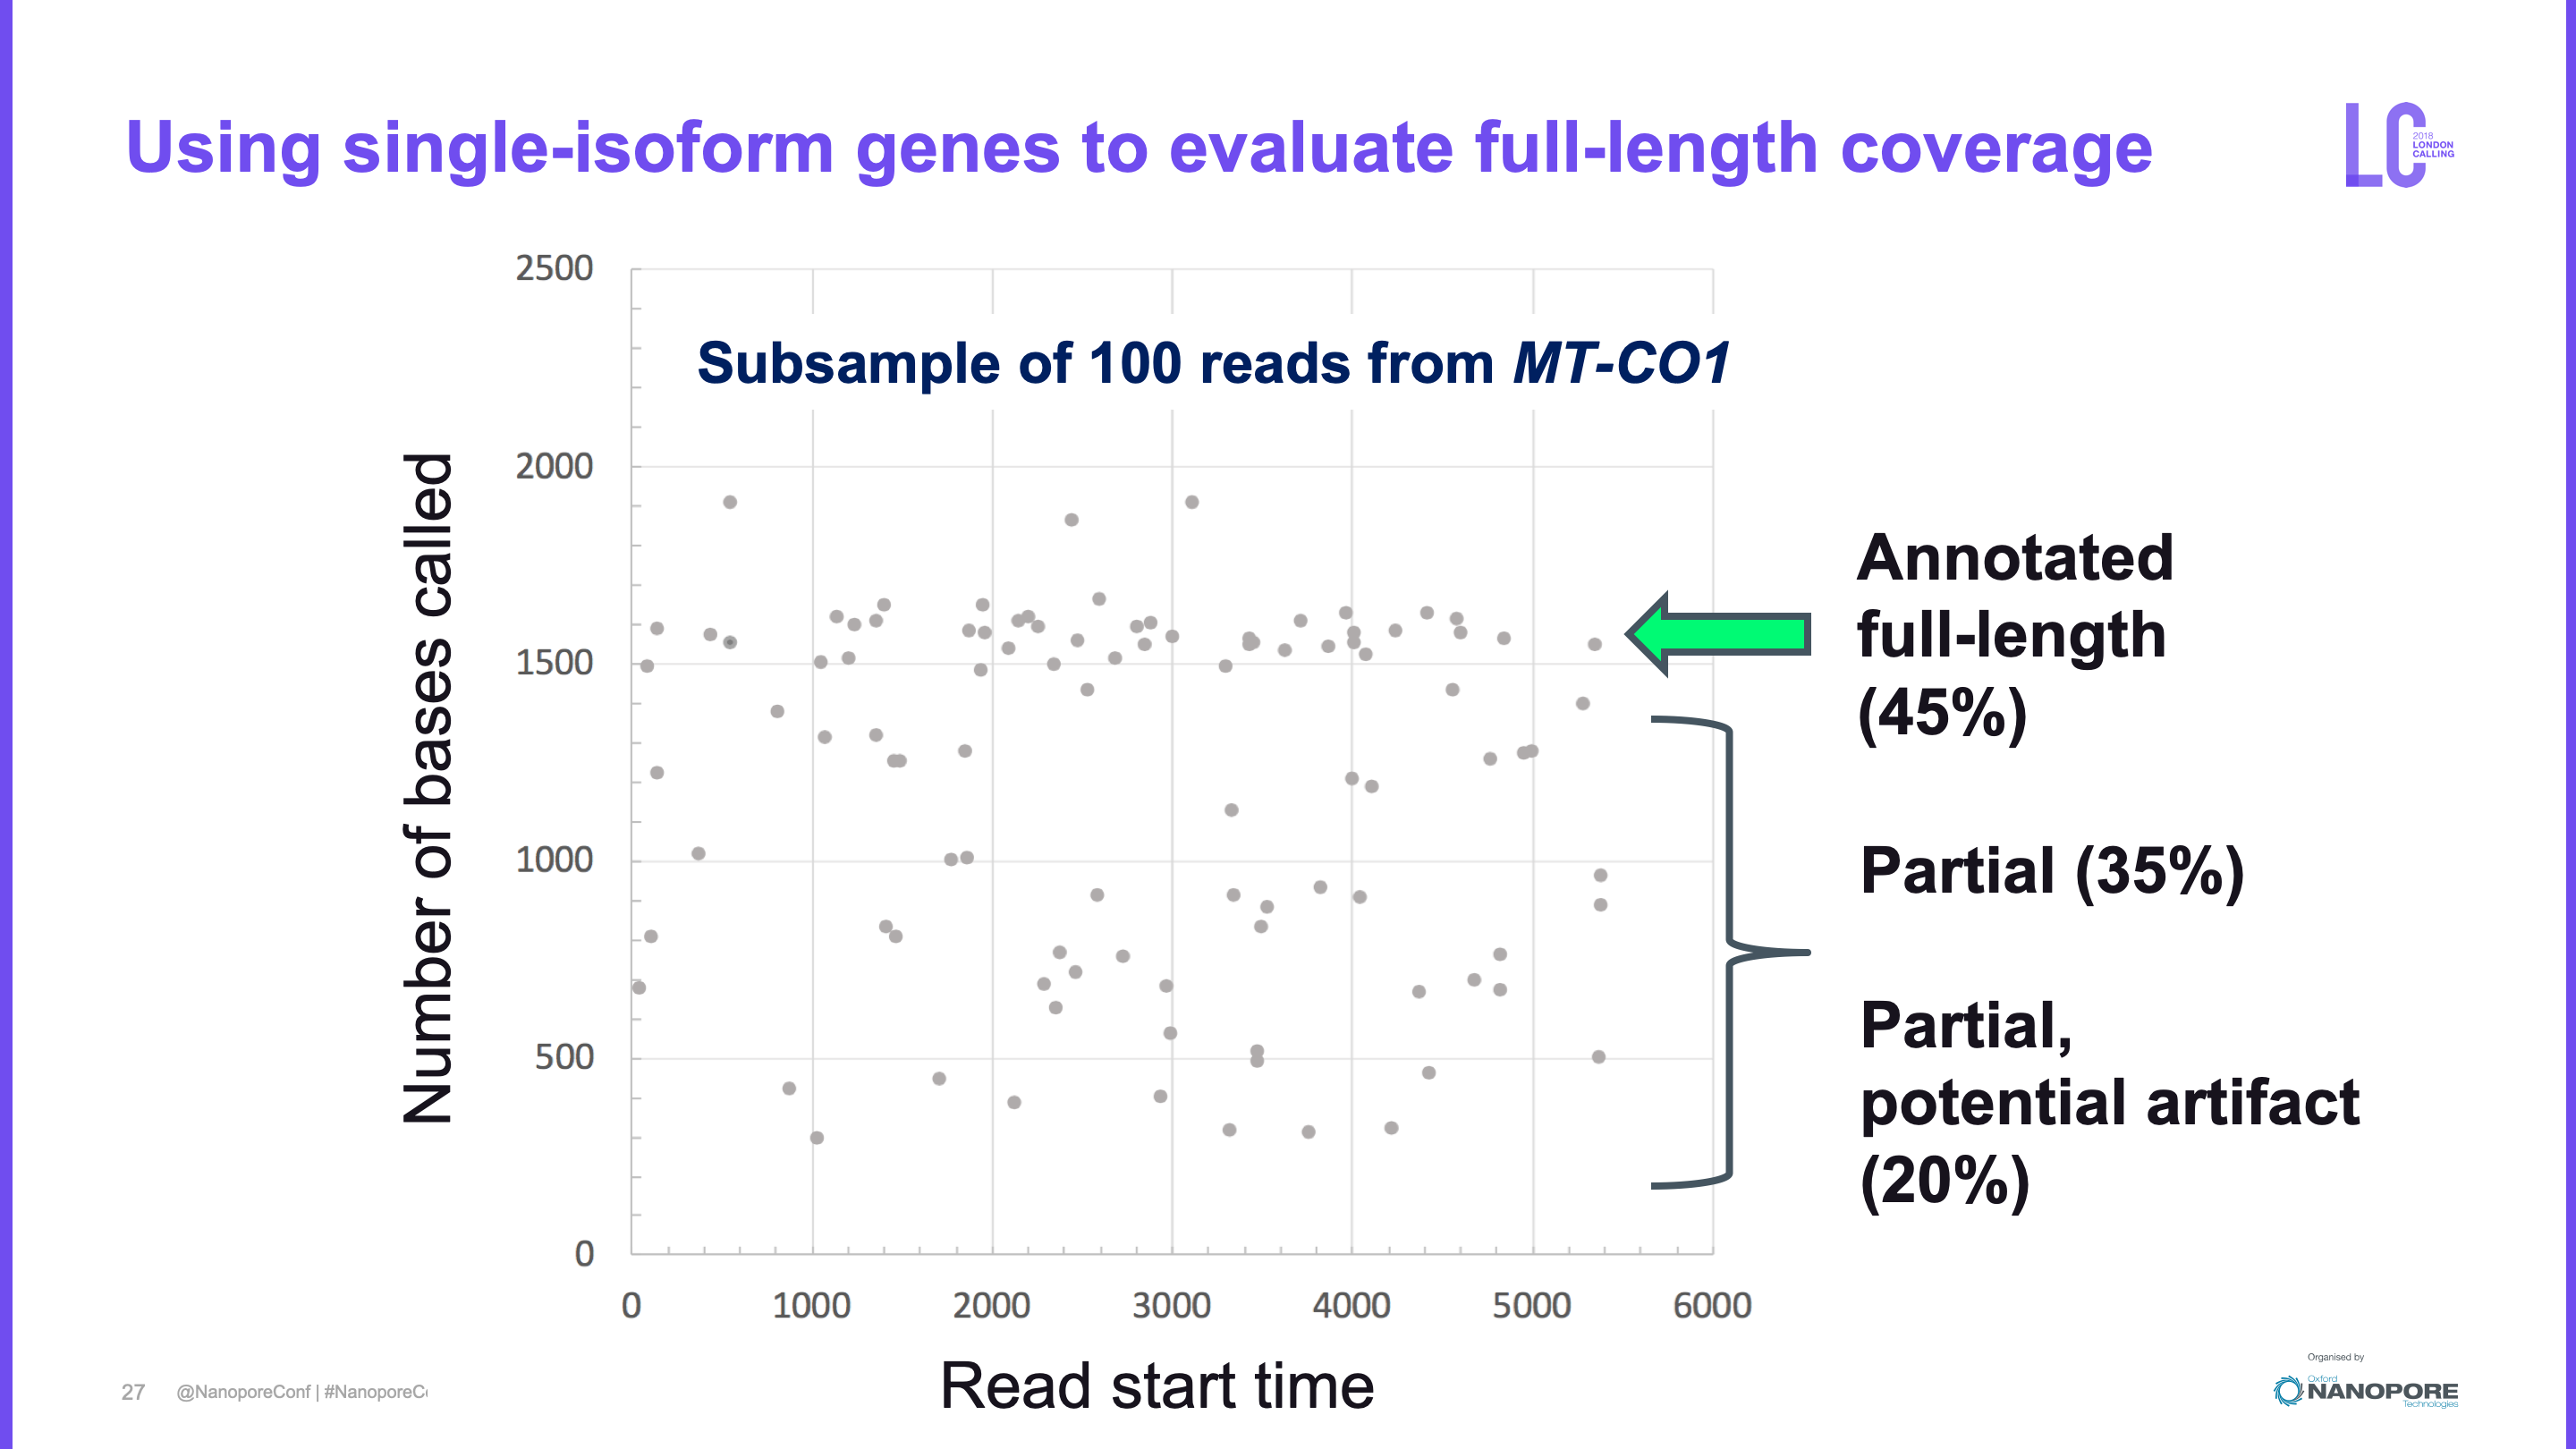 Using single-isoform genes to evaluate full-length coverage
LC
2018
LONDON
CALLING
2500
2000
1500
1000
500
0
Number of bases called
Subsample of 100 reads from MT-CO1
0 1000 2000 3000 4000 5000 6000
Read start time
Annotated
full-length
(45%)
Partial (35%)
Partial,
potential artifact
(20%)
27 @NanoporeConf | #NanoporeC
Organised by
Oxford
NANOPORE
Technologies